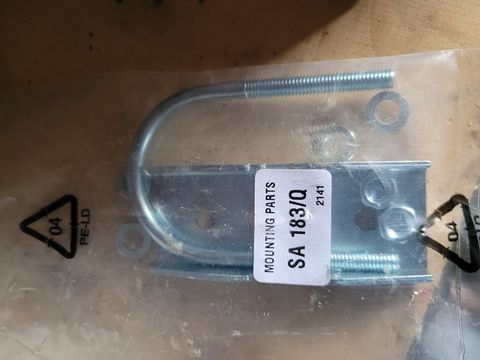 04
PE-LD
MOUNTING PARTS
SA 183/Q
2141
04